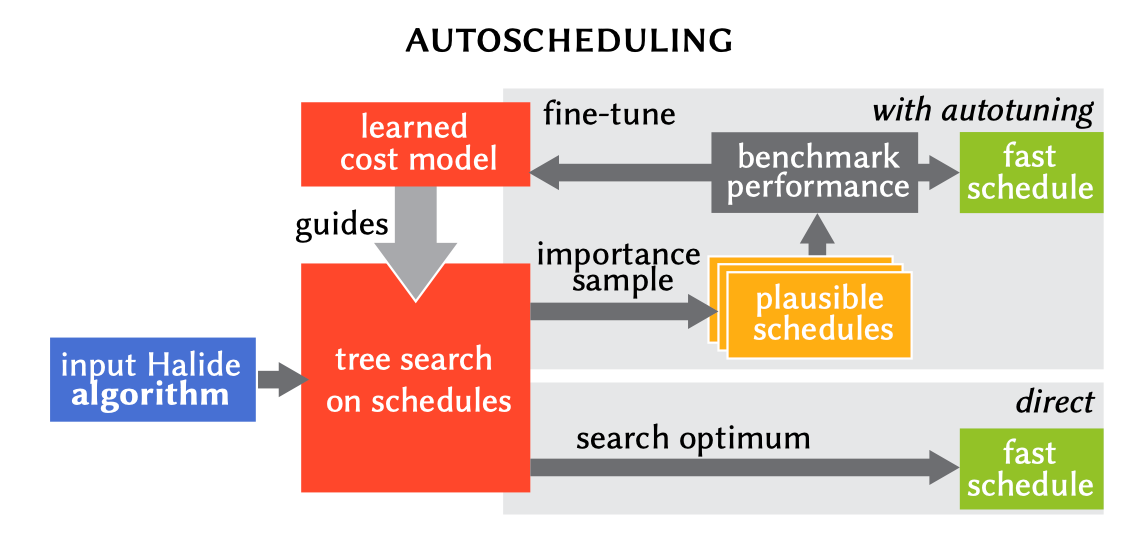 AUTOSCHEDULING
learned
cost model
fine-tune
with autotuning
benchmark
performance
fast
schedule
guides
importance
sample
plausible
schedules
input Halide
algorithm
tree search
on schedules
direct
search optimum
fast
schedule